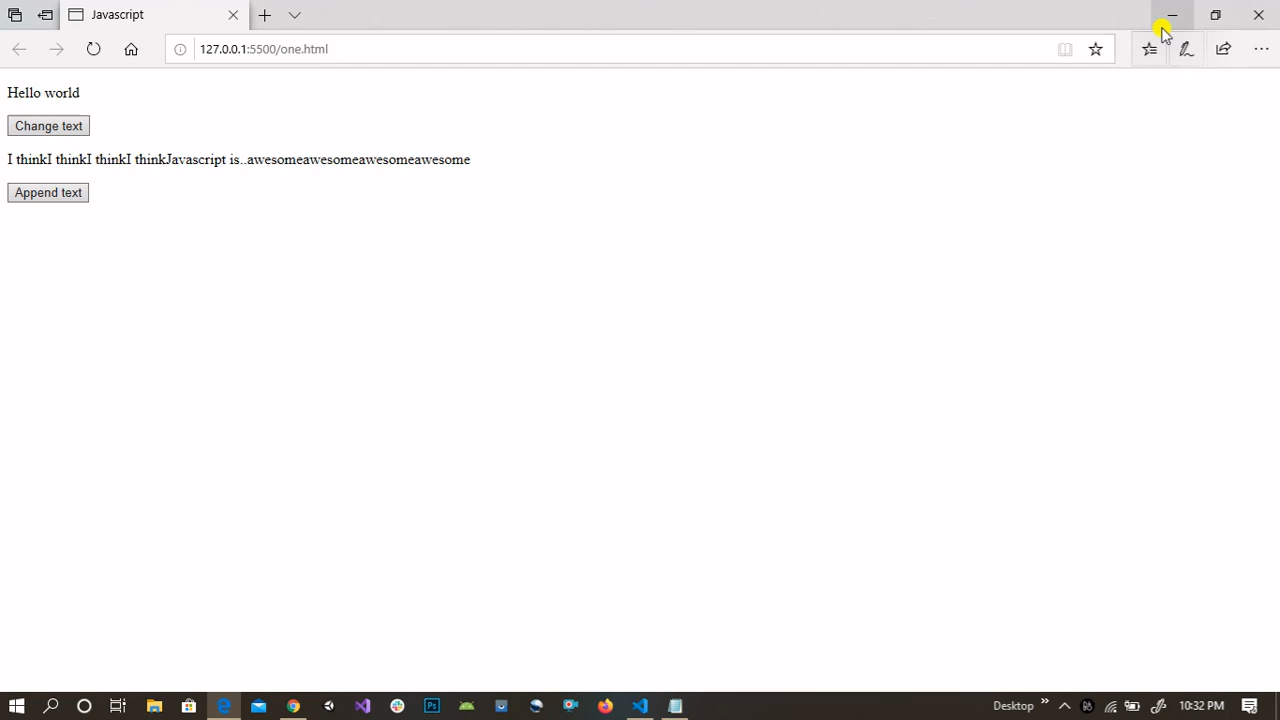 Javascript
127.0.0.1:5500/one.html
Hello world
Change text
I thinkI thinkI thinkI thinkJavascript is..awesomeawesomeawesomeawesome
Append text
Ps
Desktop
10:32 PM